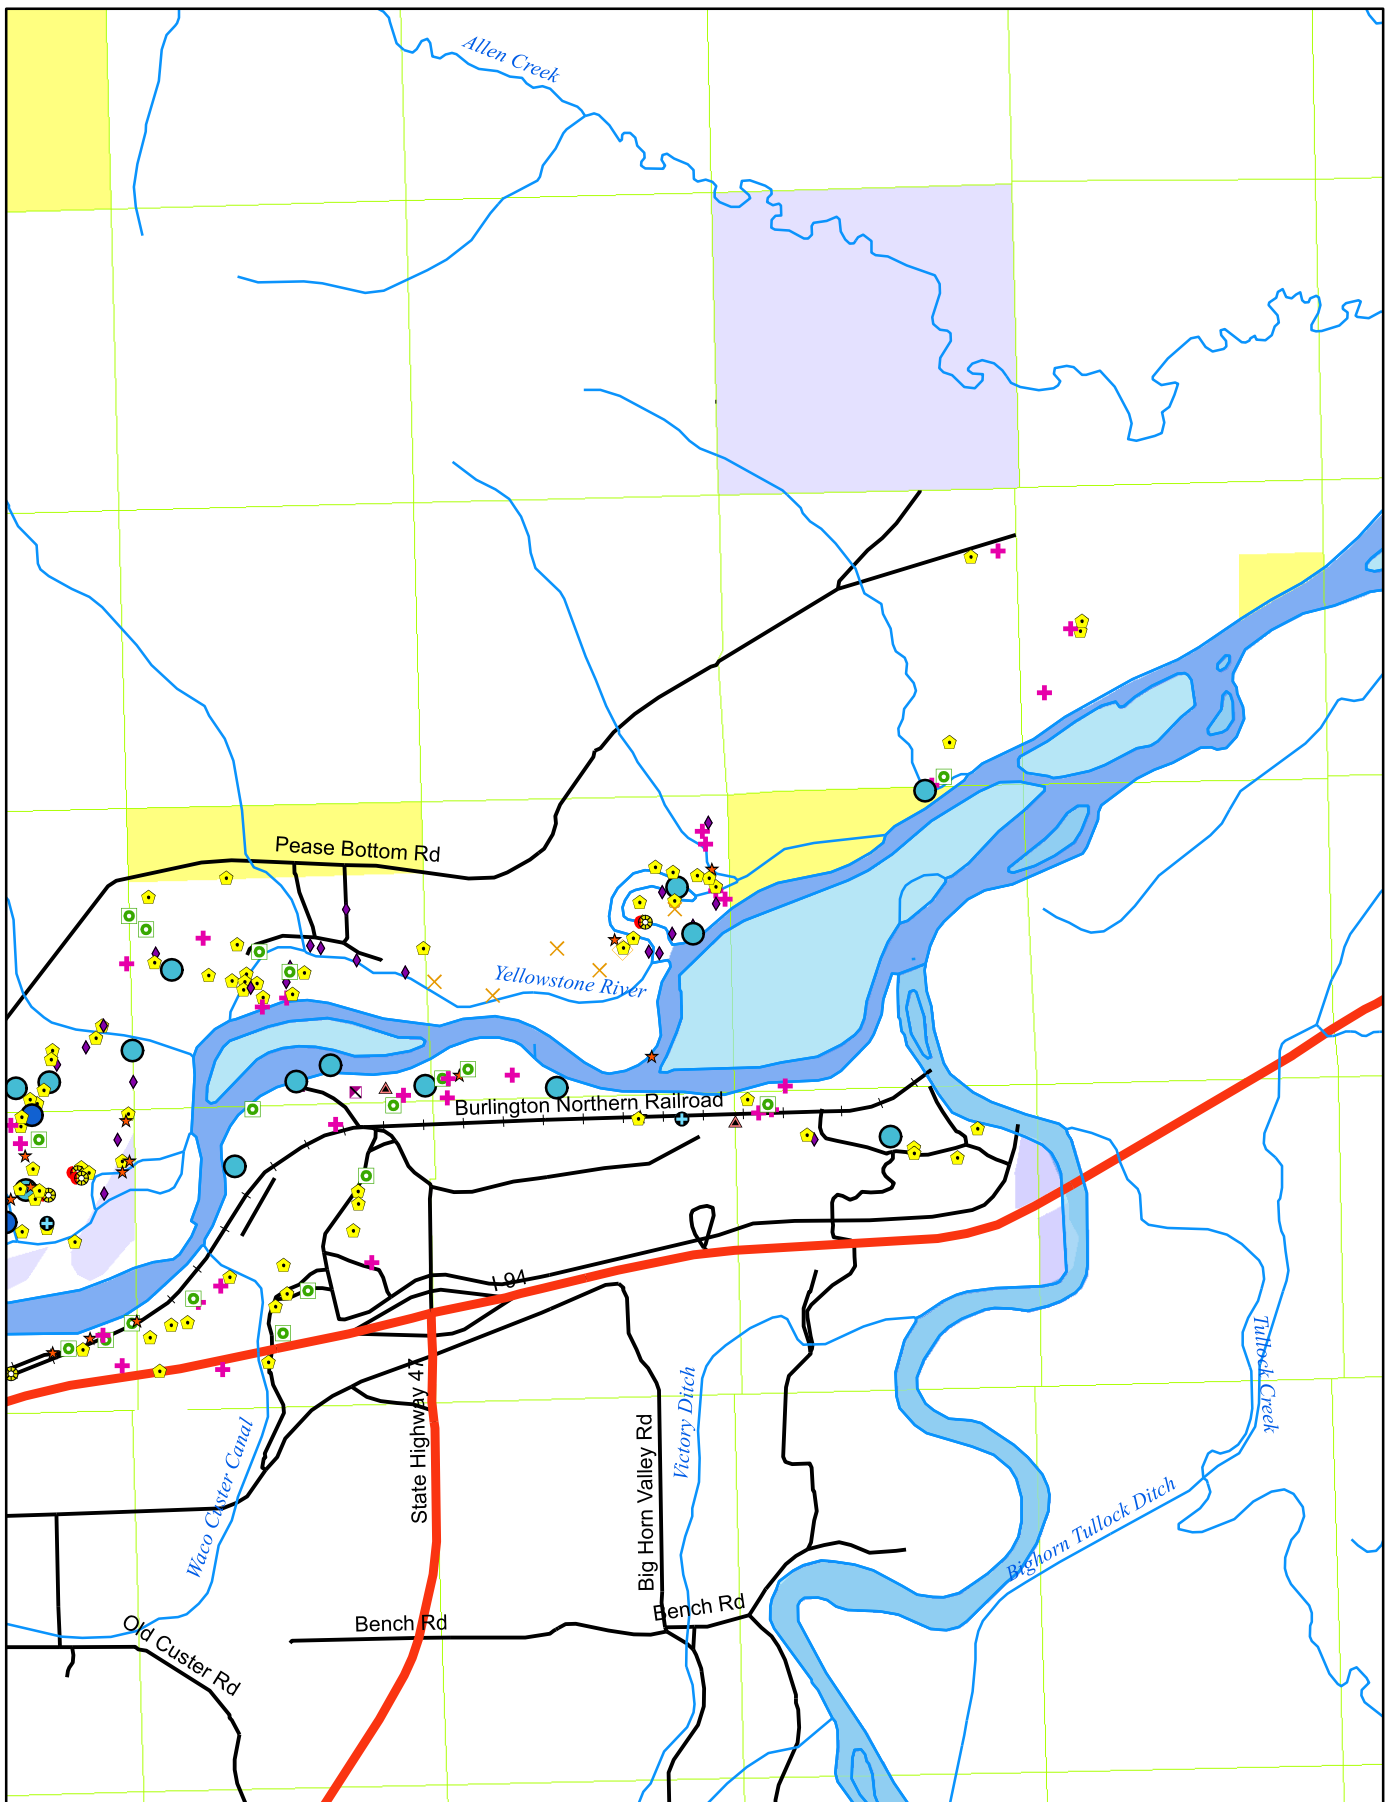 Allen Creek
Pease Bottom Rd
Yellowstone River
Burlington Northern Railroad
I-94
State Highway 47
Big Horn Valley Rd
Victory Ditch
Tullock Creek
Waco Custer Canal
Bighorn Tullock Ditch
Bench Rd
Bench Rd
Old Custer Rd